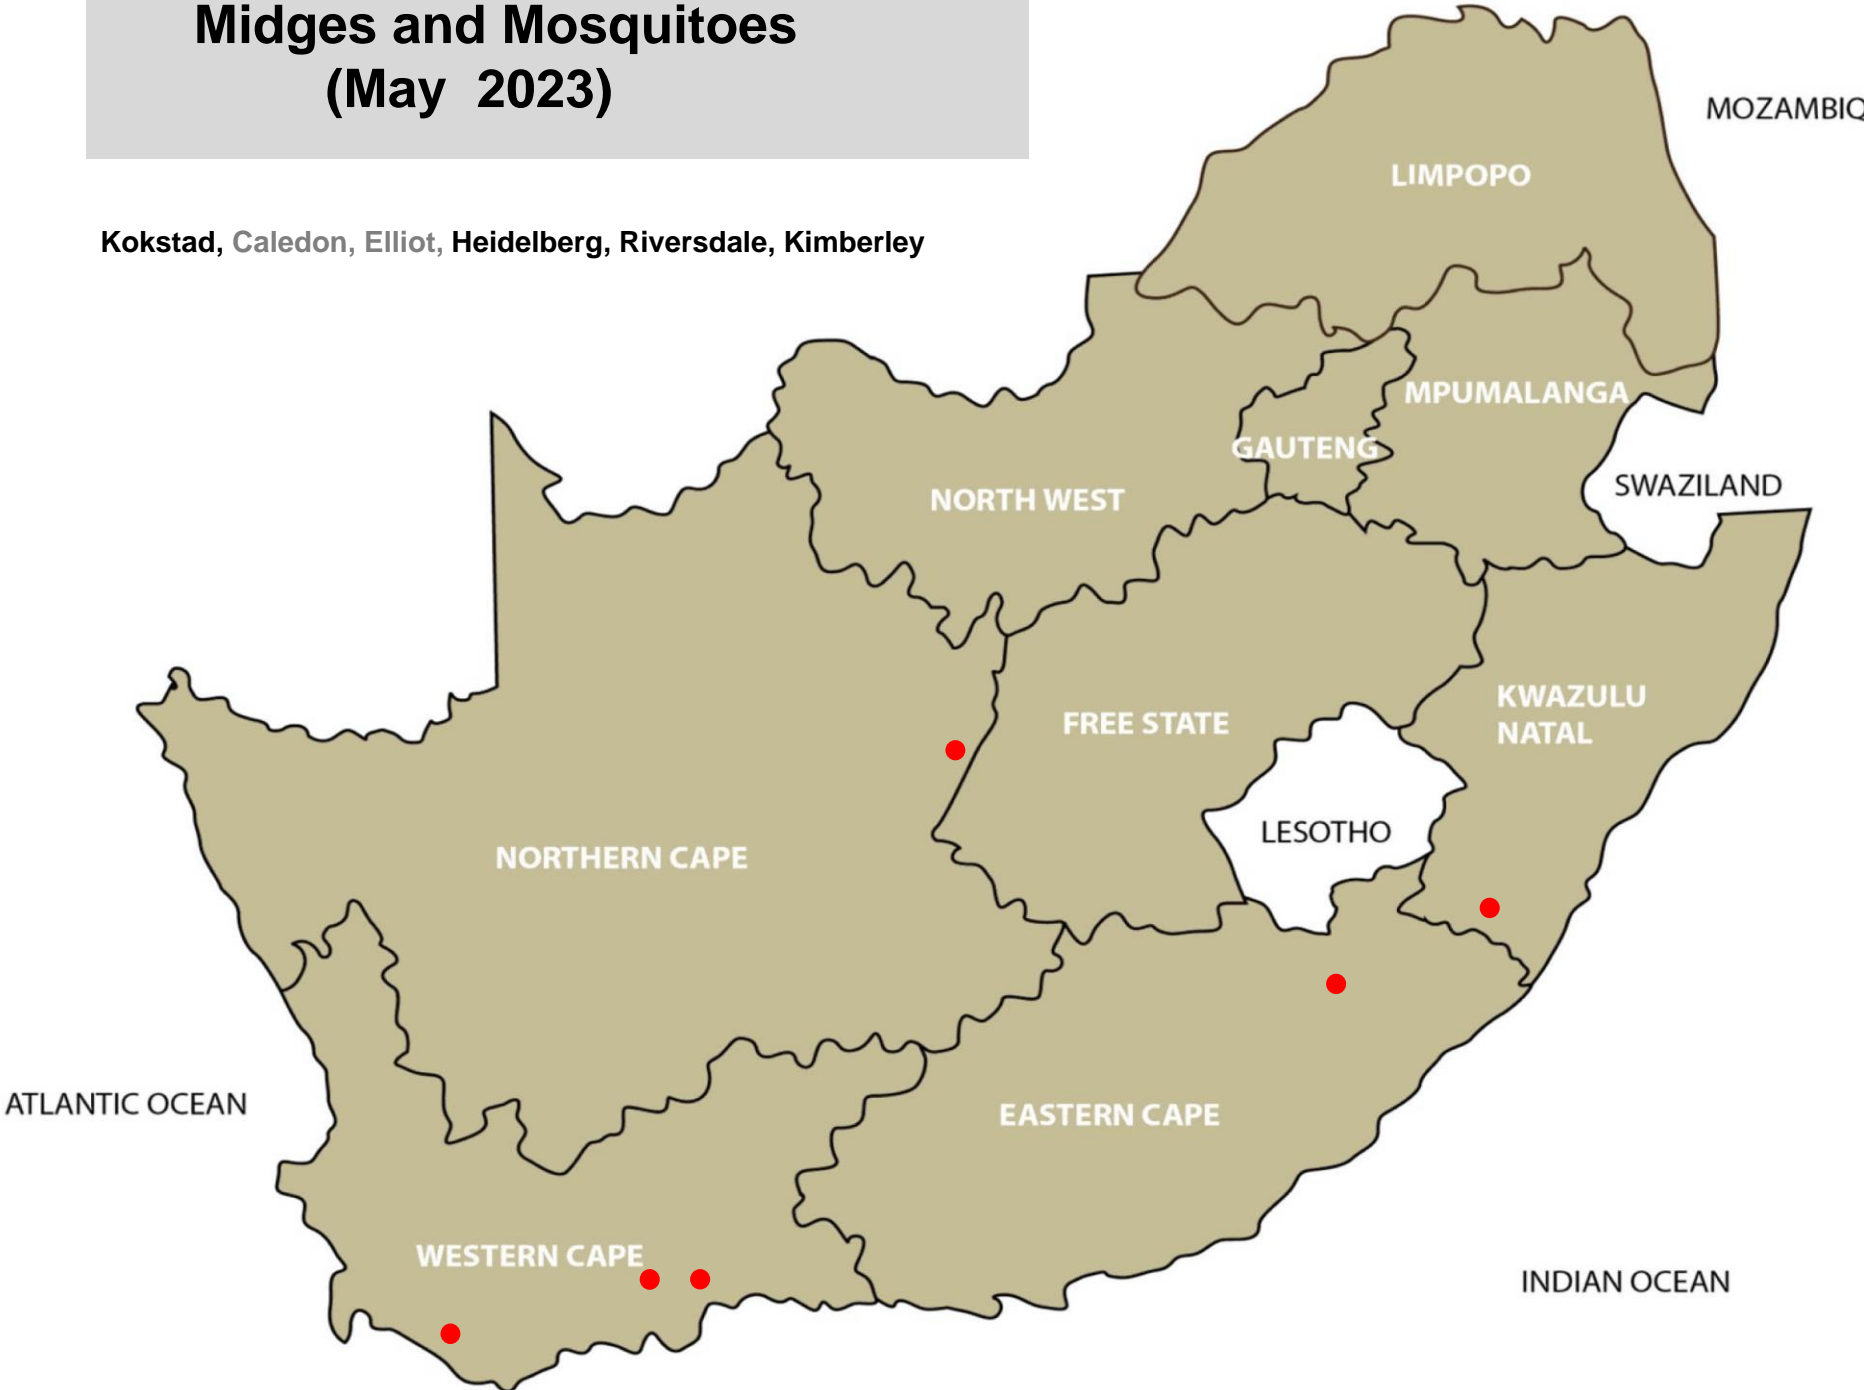 Midges and Mosquitoes
(May 2023)
Kokstad, Caledon, Elliot, Heidelberg, Riversdale, Kimberley
MOZAMBIQ
LIMPOPO
MPUMALANGA
GAUTENG
SWAZILAND
NORTH WEST
KWAZULU
NATAL
FREE STATE
LESOTHO
NORTHERN CAPE
ATLANTIC OCEAN
EASTERN CAPE
WESTERN CAPE
INDIAN OCEAN